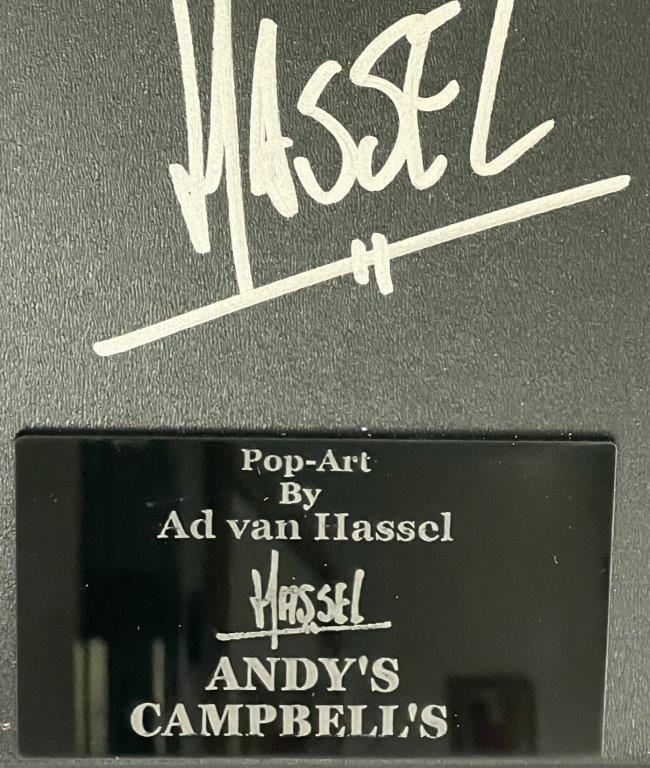 HASSEL
Pop-Art
By
Ad van Hassel
HASSEL
ANDY'S
CAMPBELL'S